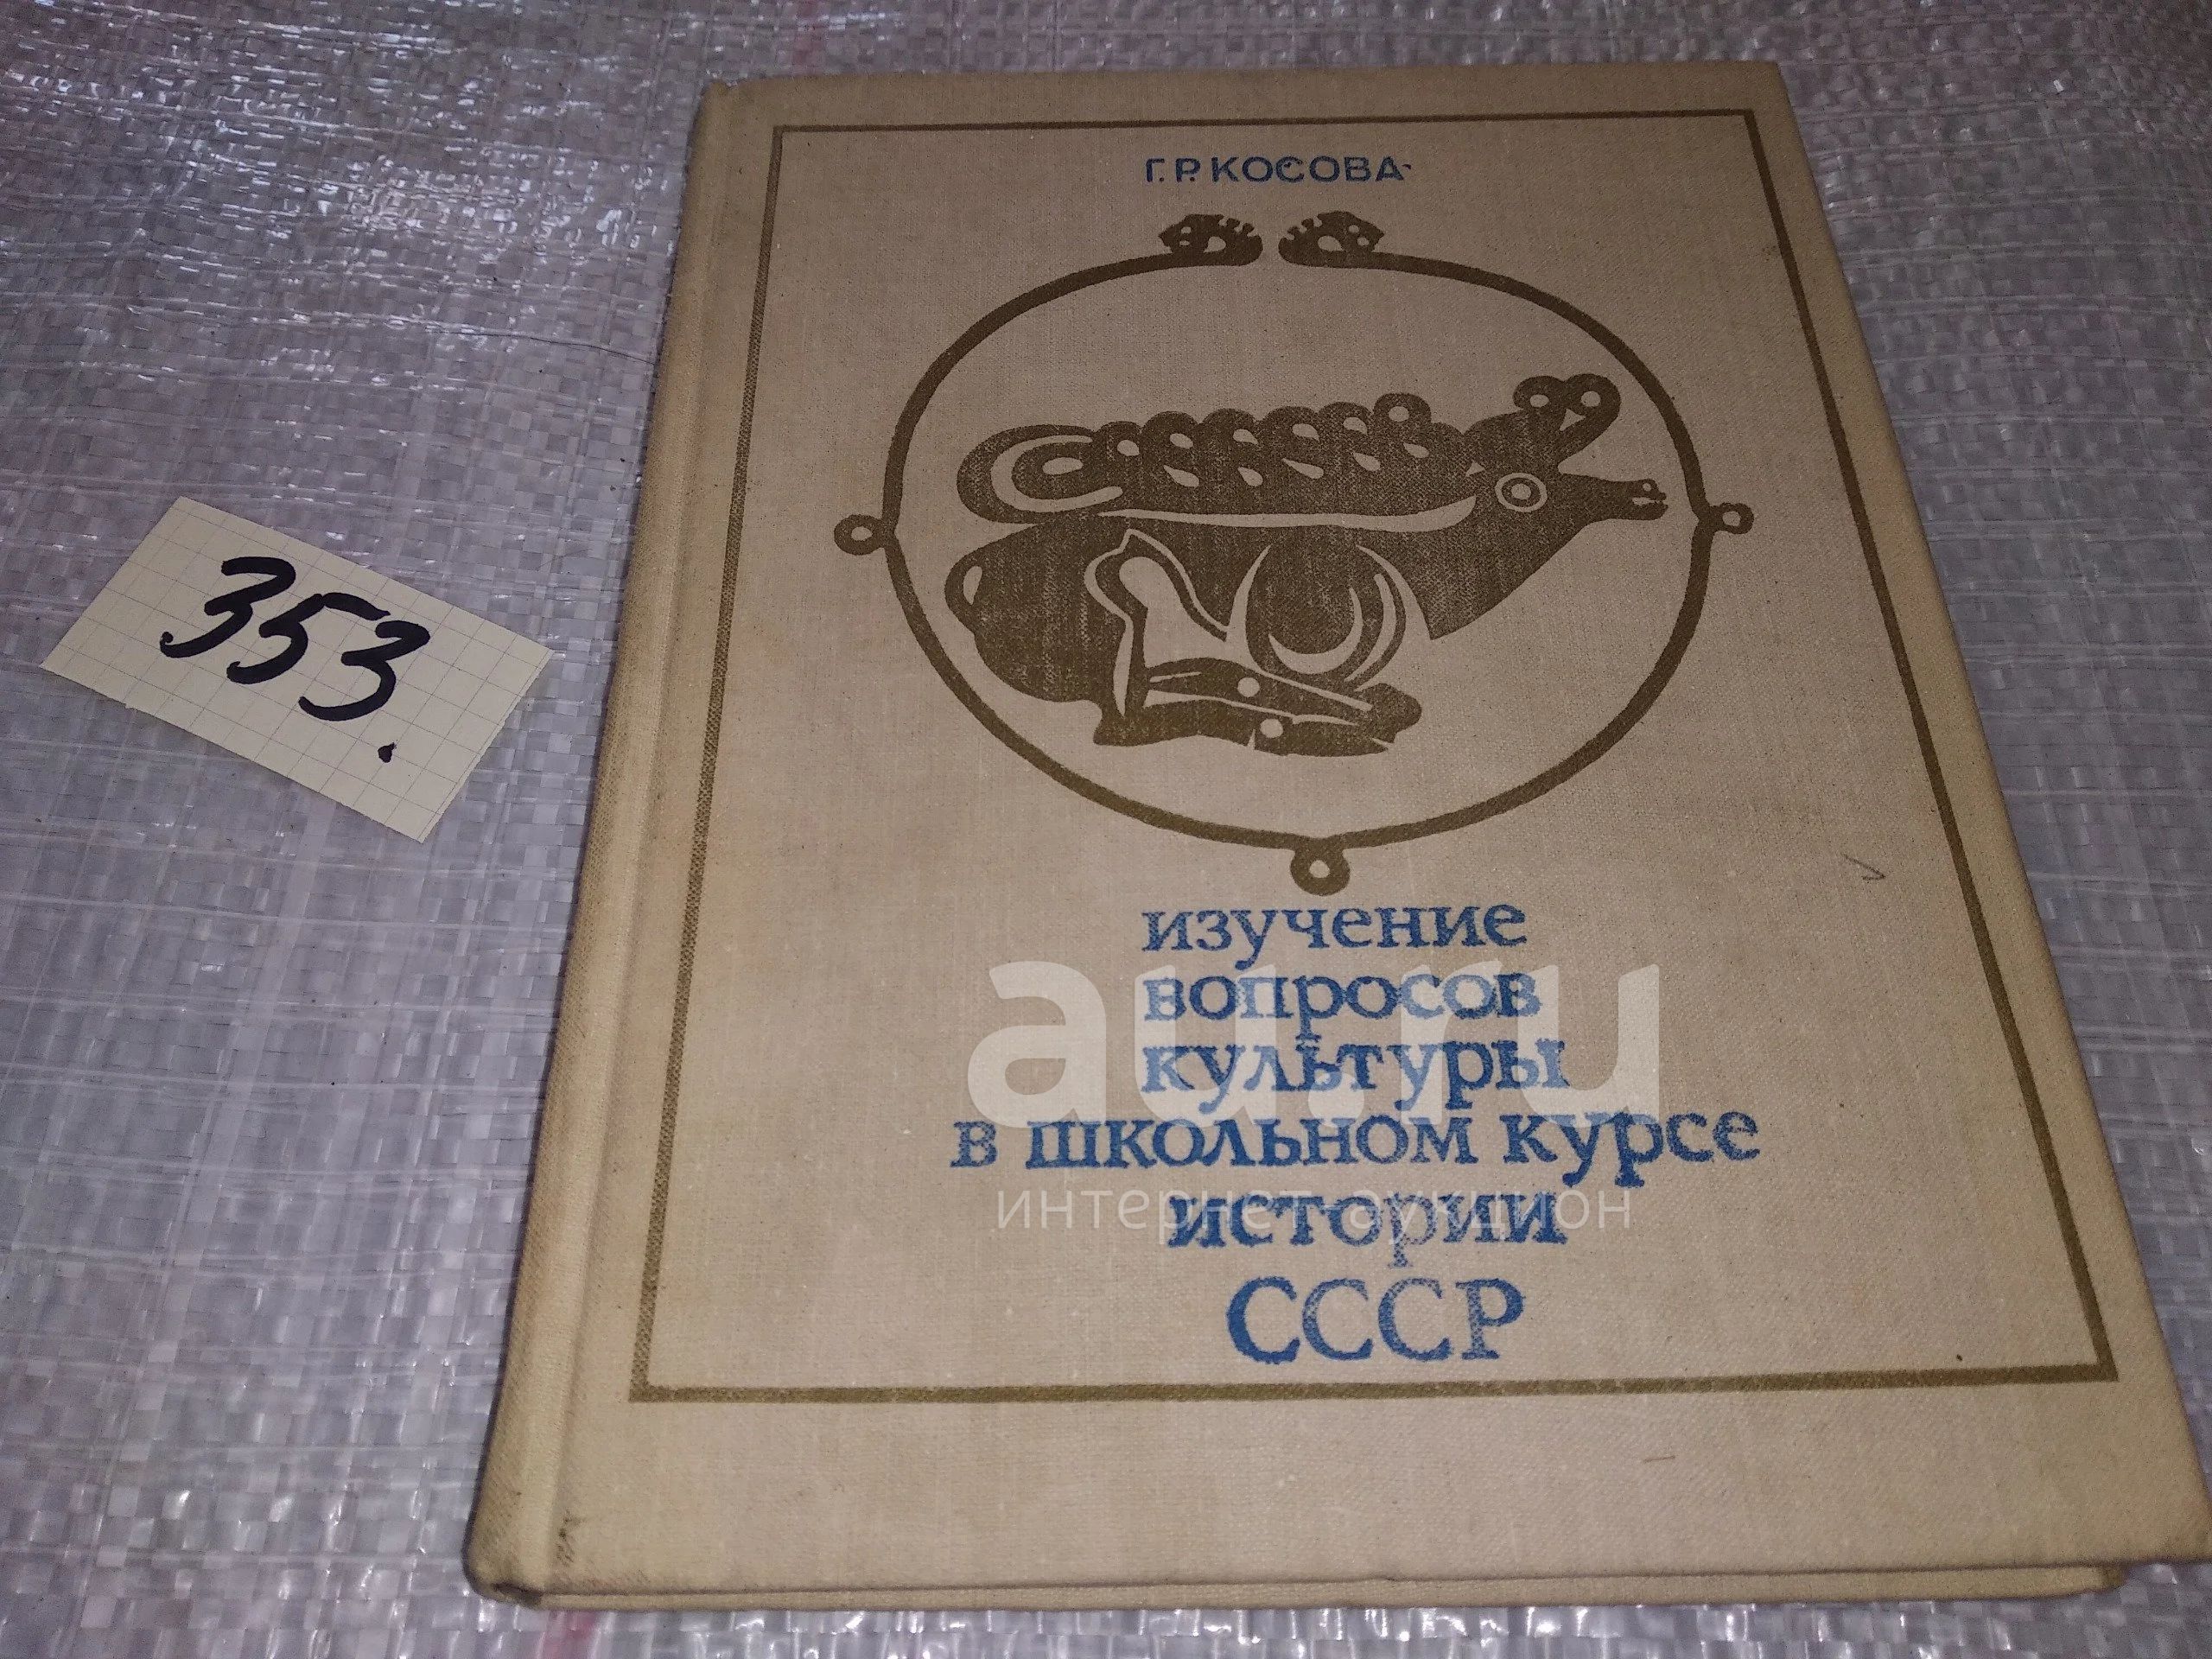 Г. Р. КОСОВА
353.
изучение
вопросов
культуры
в школьном курсе
истории
СССР
au.ru
интернет аукцион